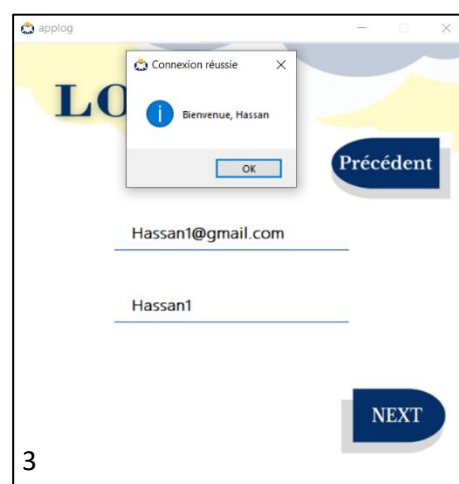 applog
Connexion réussie
LO
Bienvenue, Hassan
OK
Précédent
Hassan1@gmail.com
Hassan1
NEXT
3